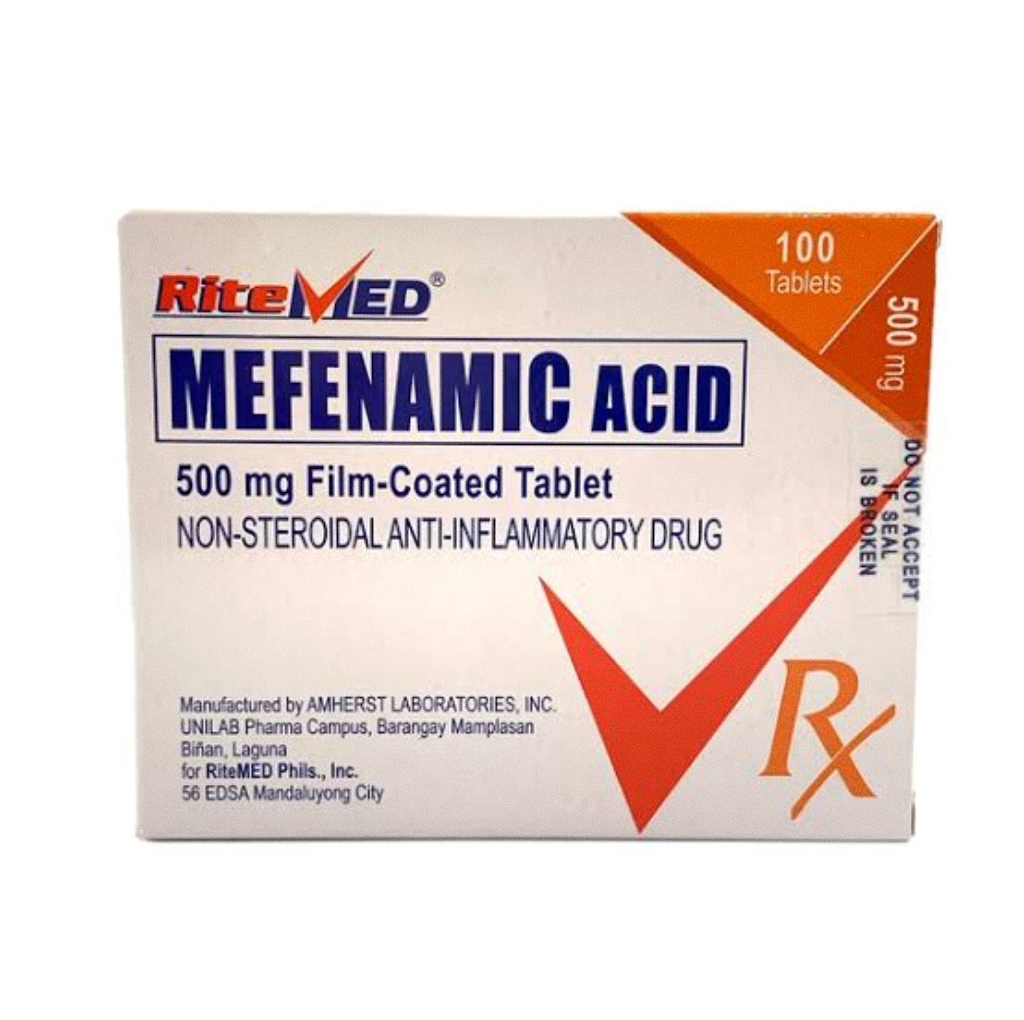 RiteMED®
MEFENAMIC ACID
500 mg Film-Coated Tablet
NON-STEROIDAL ANTI-INFLAMMATORY DRUG
100
Tablets
500 mg
DO NOT ACCEPT
IF SEAL
IS BROKEN
Manufactured by AMHERST LABORATORIES, INC.
UNILAB Pharma Campus, Barangay Mamplasan
Biñan, Laguna
for RiteMED Phils., Inc.
56 EDSA Mandaluyong City
Rx